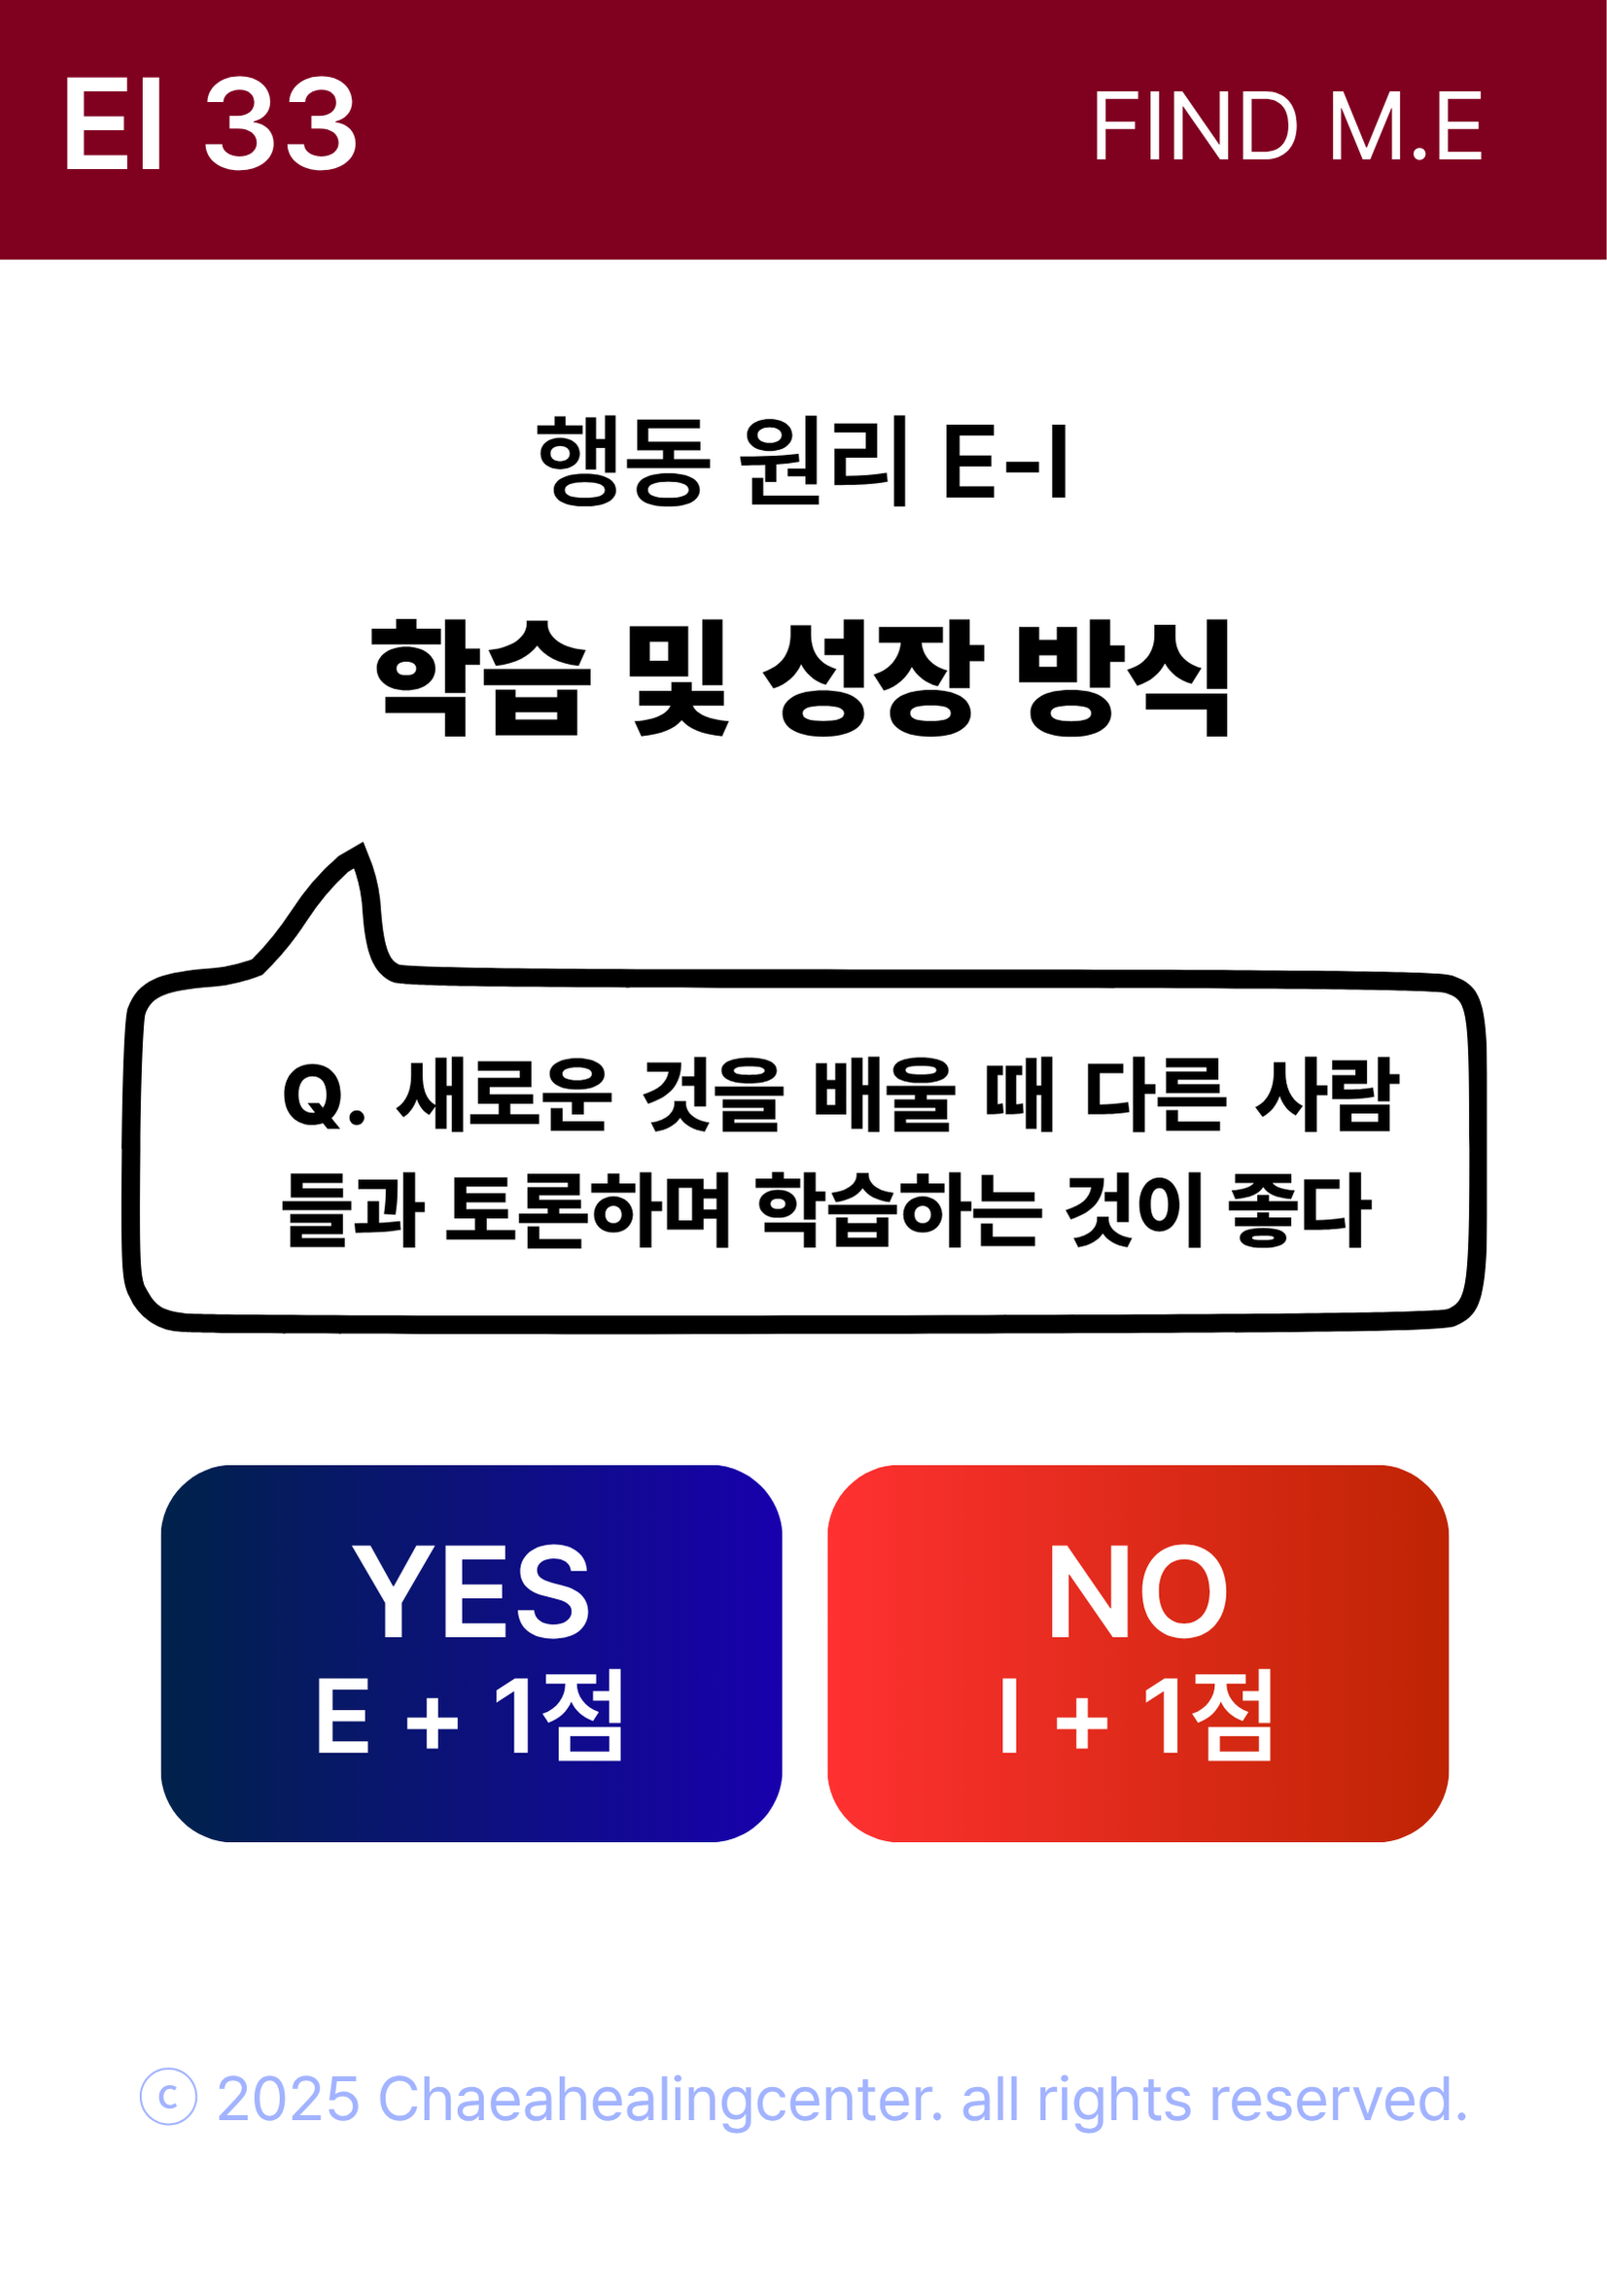 EI 33
FIND M.E
행동 원리 E-I
학습 및 성장 방식
Q. 새로운 것을 배울 때 다른 사람
들과 토론하며 학습하는 것이 좋다
YES
E + 1점
NO
I + 1점
© 2025 Chaeahealingcenter. all rights reserved.